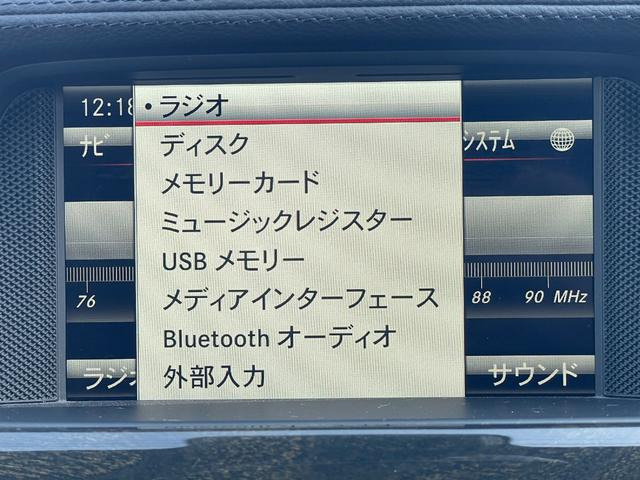 12:18
ナビ
システム
• ラジオ
ディスク
メモリーカード
ミュージックレジスター
USB メモリー
メディアインターフェース
Bluetooth オーディオ
外部入力
76
88 90 MHz
ラジ
サウンド